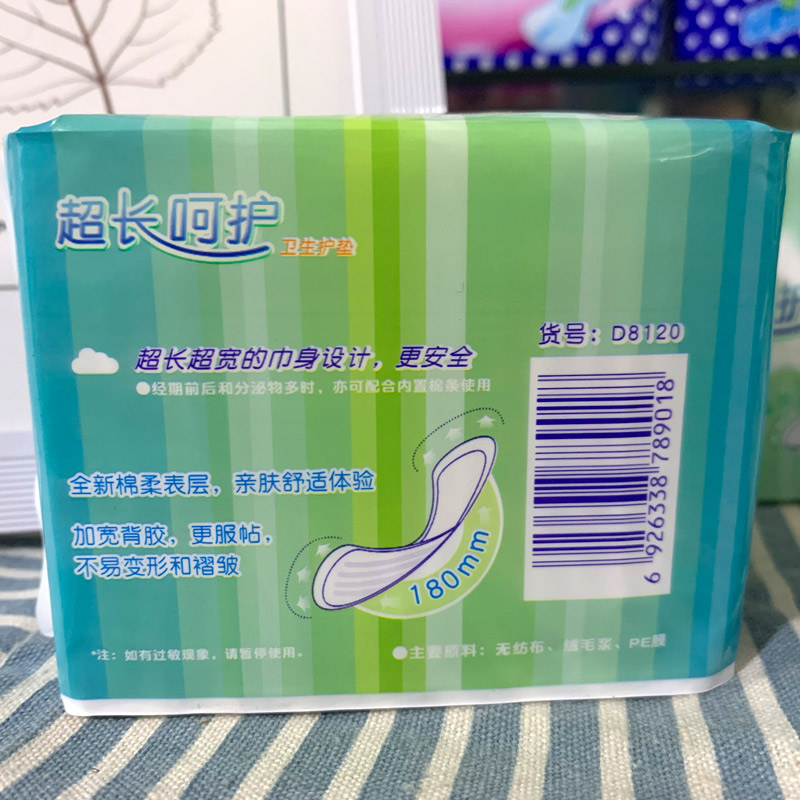 超长呵护
卫生护垫
货号：D8120
超长超宽的巾身设计，更安全
●经期前后和分泌物多时，亦可配合内置棉条使用
全新棉柔表层，亲肤舒适体验
加宽背胶，更服帖，
不易变形和褶皱
180mm
6 926338 789018
*注：如有过敏现象，请暂停使用。
●主要原料：无纺布、绒毛浆、PE膜
护